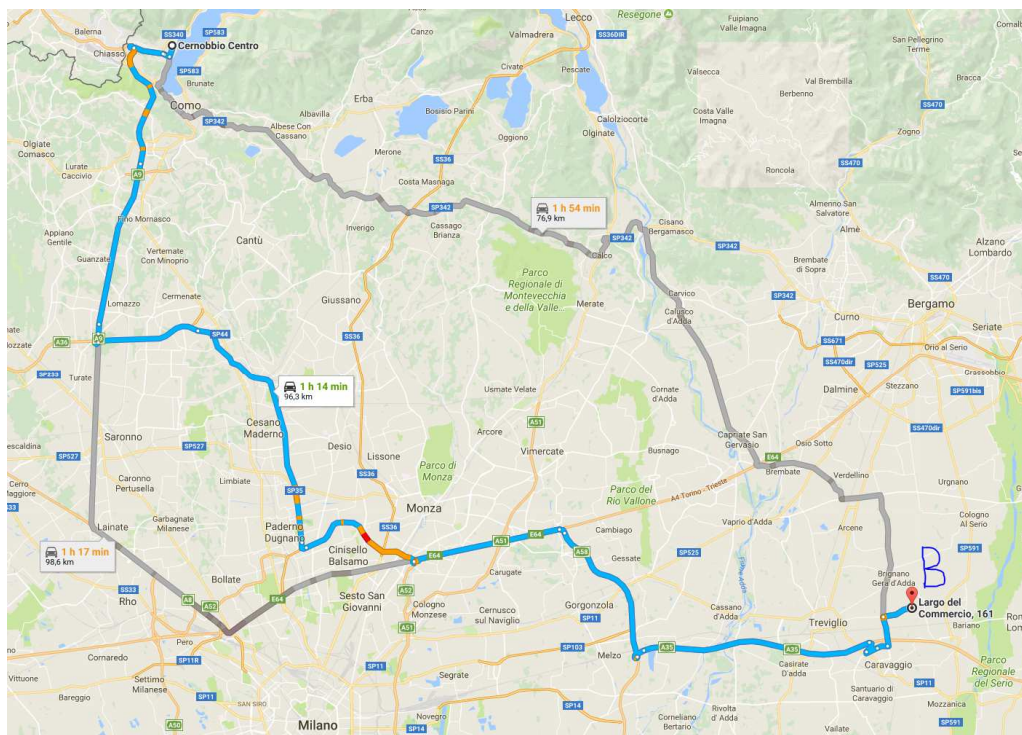 Canzo
Lecco
Resegone
Balerna
SS340
SP583
Fuipiano
Valle Imagna
San Pellegrino
Terme
Cernobbio Centro
Valmadrera
SS36DIR
Chiasso
Civate
Pescate
Valsecca
Val Brembilla
Bracca
SP583
Brunate
Erba
Berbenno
SS470
Como
Albavilla
Bosisio Parini
Calolziocorte
Costa Valle
Imagna
Zogno
SP342
Albese Con
Cassano
Oggiono
Olginate
Olgiate
Comasco
Lurate
Caccivio
Merone
SS36
Roncola
SS470
A9
Costa Masnaga
1 h 54 min
76,9 km
Almenno San
Salvatore
Fino Mornasco
SP342
Cisano
Bergamasco
Almè
Appiano
Gentile
Inverigo
Cassago
Brianza
SP342
SP342
Alzano
Lombardo
Cantù
Vertemate
Con Minoprio
Guanzate
Calco
Brembate
di Sopra
SS470
Parco
Regionale di
Montevecchia
e della Valle
Carvico
SP342
Bergamo
Lomazzo
Cermenate
Giussano
Merate
Calusco
d'Adda
Curno
Seriate
SP44
SS36
SS671
Orio al Serio
A36
SS470dir
SP525
Turate
1 h 14 min
96,3 km
Usmate Velate
Cornate
d'Adda
Dalmine
Stezzano
Grassobbio
SP591bis
Cesano
Maderno
A51
Saronno
SP527
Desio
Arcore
Capriate San
Gervasio
Osio Sotto
SS470dir
SP527
Lissone
Vimercate
Busnago
E64
Caronno
Pertusella
Limbiate
SS36
Parco di
Monza
Brembate
Verdellino
Cerro
Maggiore
SP35
Parco del
Rio Vallone
A4 Torino - Trieste
Urgnano
Lainate
Garbagnate
Milanese
Paderno
Dugnano
Monza
SS36
Vaprio d'Adda
Arcene
Cologno
Al Serio
1 h 17 min
98,6 km
Cinisello
Balsamo
E64
A51
E64
Cambiago
A58
SP525
SP591
Bollate
Gessate
Fiume Adda
Brignano
Gera d'Adda
B
SS33
Rho
A8
A52
E64
Carugate
Sesto San
Giovanni
A52
Cologno
Monzese
Cernusco
sul Naviglio
Gorgonzola
Cassano
d'Adda
Largo del
Commercio, 161
Pero
A51
SP11
Treviglio
Bariano
Cornaredo
SP11R
SP103
Melzo
A35
A35
Parco
Regionale
del Serio
Vittuone
Settimo
Milanese
SP11
Segrate
Casirate
D'Adda
Caravaggio
SP11
Bareggio
SP11
SAN SIRO
Santuario di
Caravaggio
Mozzanica
Milano
Novegro
SP14
Rivolta
d'Adda
A50
SP14
Corneliano
Bertario
Vailate
SP591